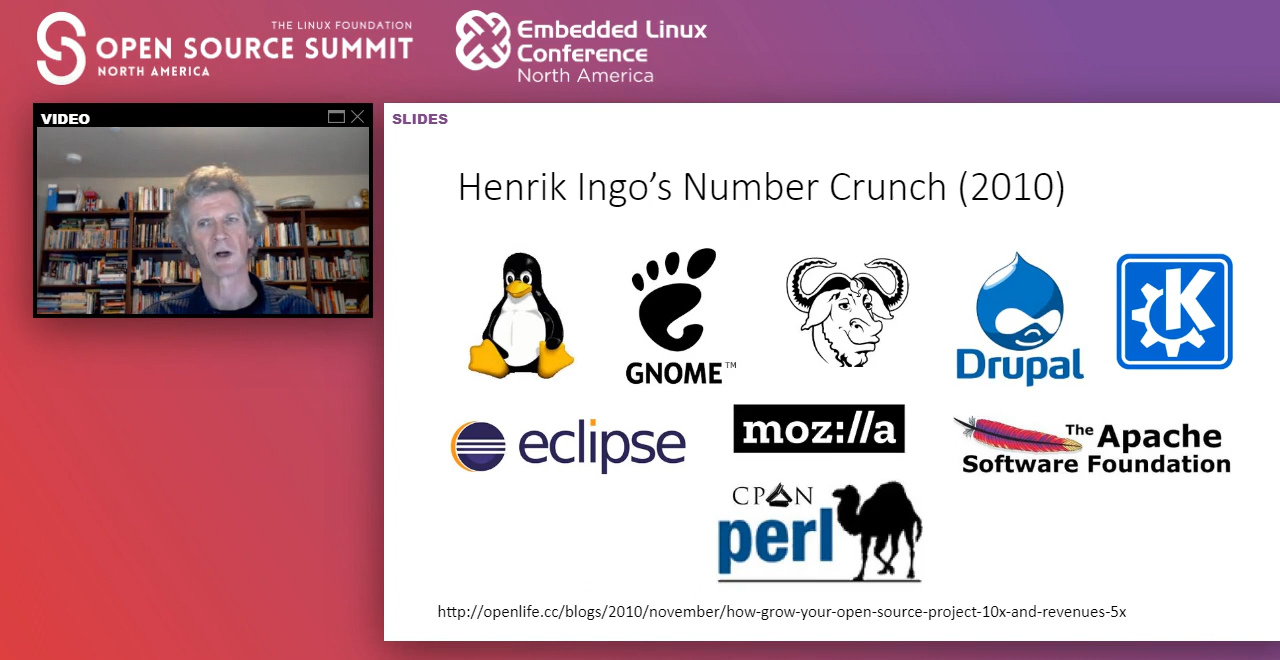 THE LINUX FOUNDATION
OPEN SOURCE SUMMIT
NORTH AMERICA
Embedded Linux
Conference
North America
VIDEO
SLIDES
Henrik Ingo’s Number Crunch (2010)
GNOME™
Drupal
K
eclipse
moz://a
The Apache
Software Foundation
CPAN
perl
http://openlife.cc/blogs/2010/november/how-grow-your-open-source-project-10x-and-revenues-5x